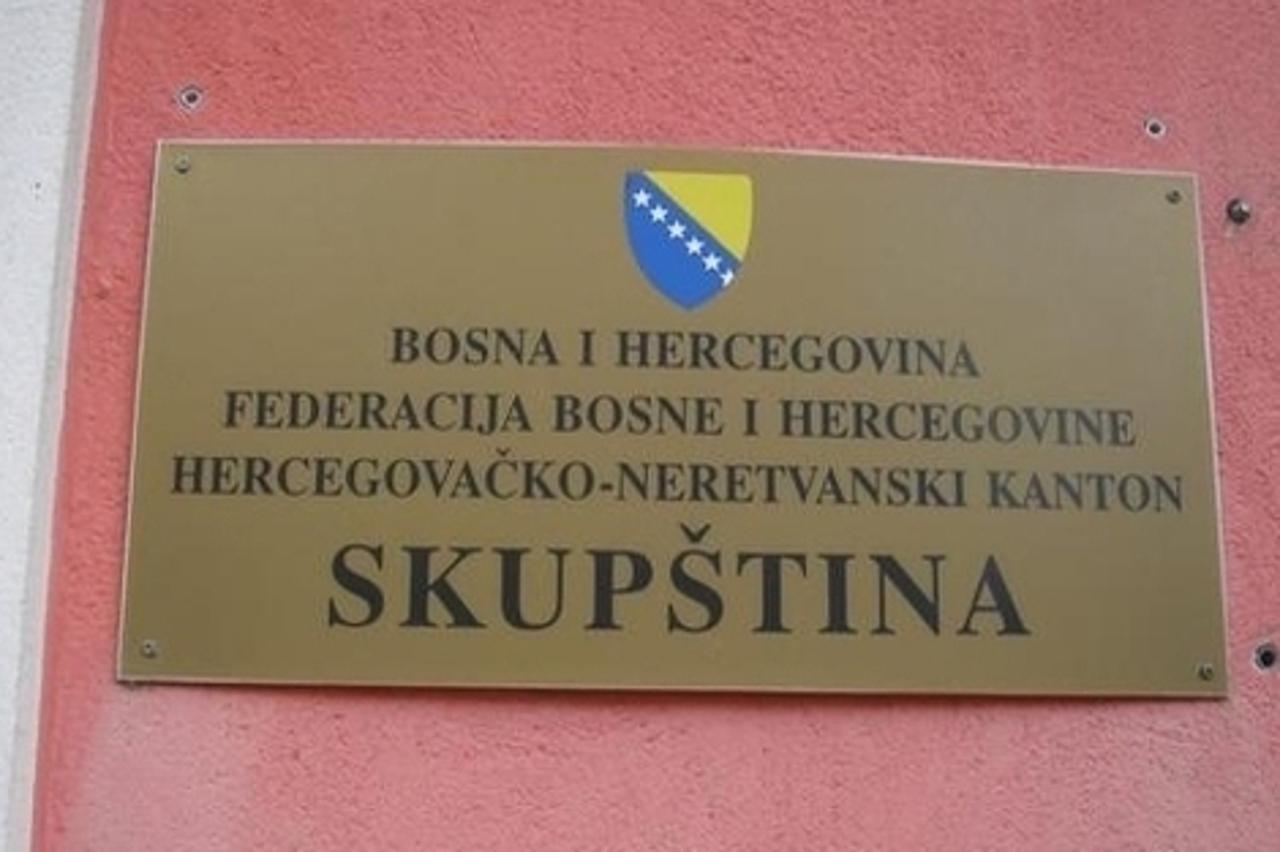 BOSNA I HERCEGOVINA
FEDERACIJA BOSNE I HERCEGOVINE
HERCEGOVAČKO-NERETVANSKI KANTON
SKUPŠTINA